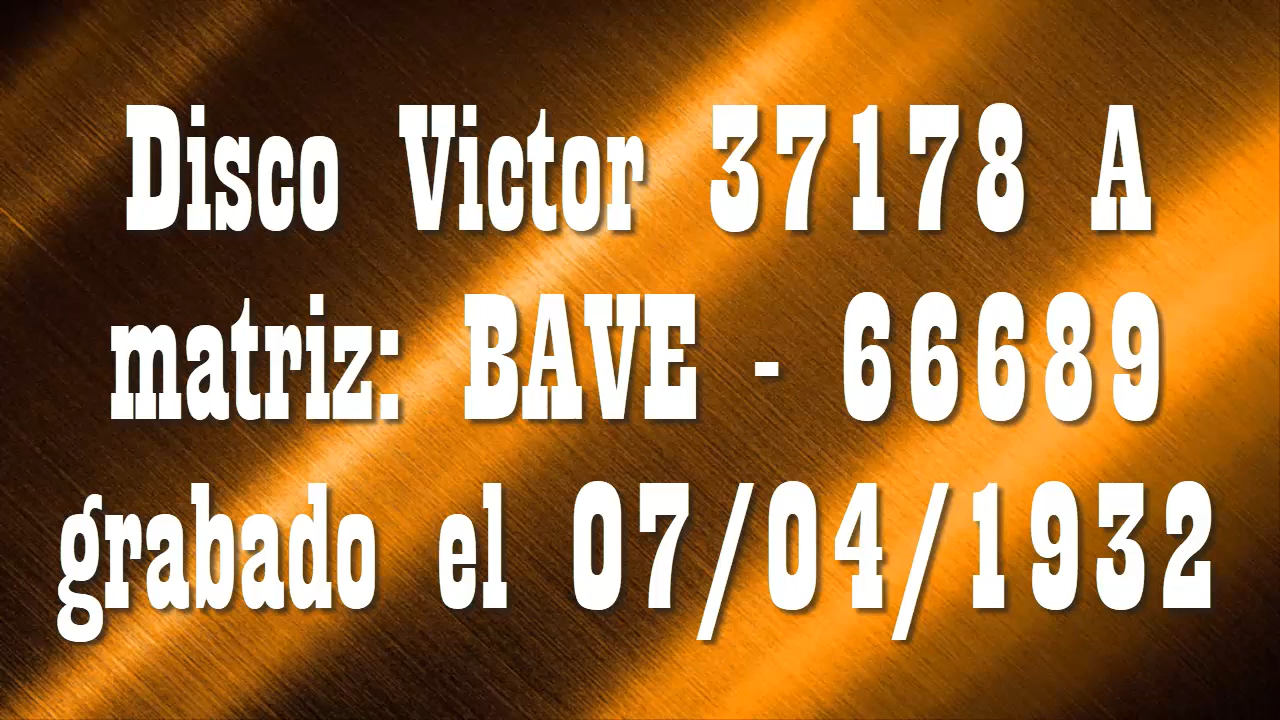 Disco Victor 37178 A
matriz: BAVE - 66689
grabado el 07/04/1932